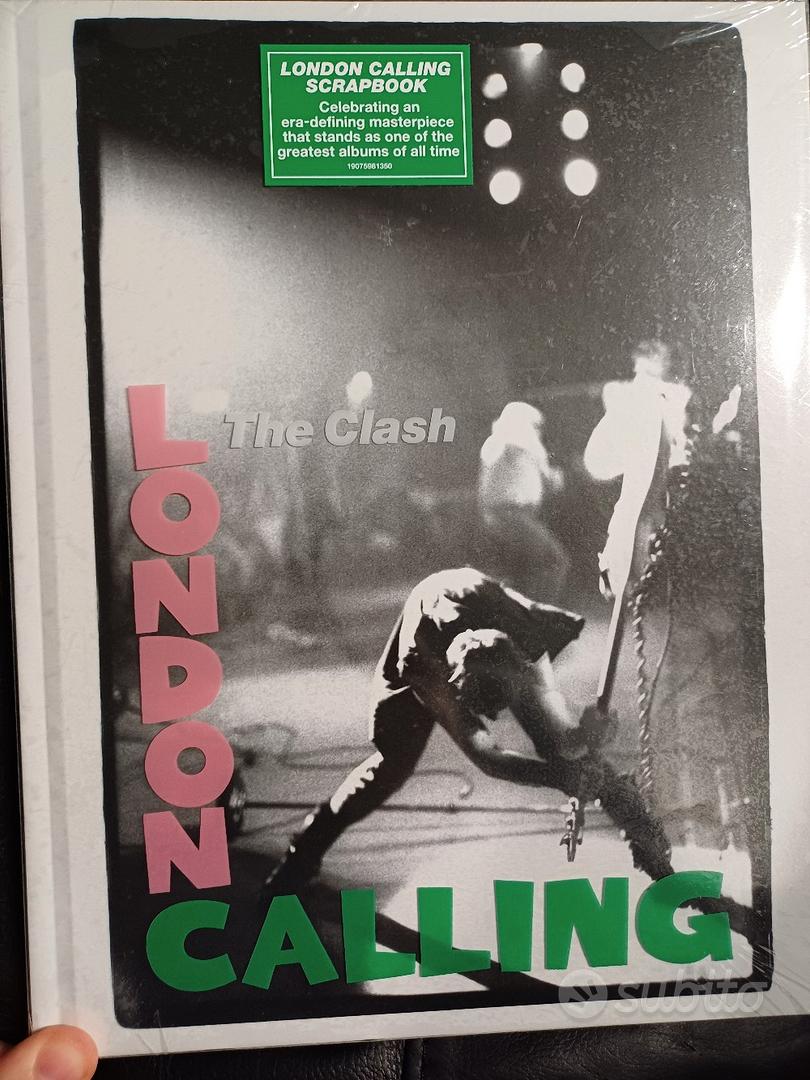 LONDON CALLING
SCRAPBOOK
Celebrating an
era-defining masterpiece
that stands as one of the
greatest albums of all time
19075981350
The Clash
LONDON
CALLING
subito